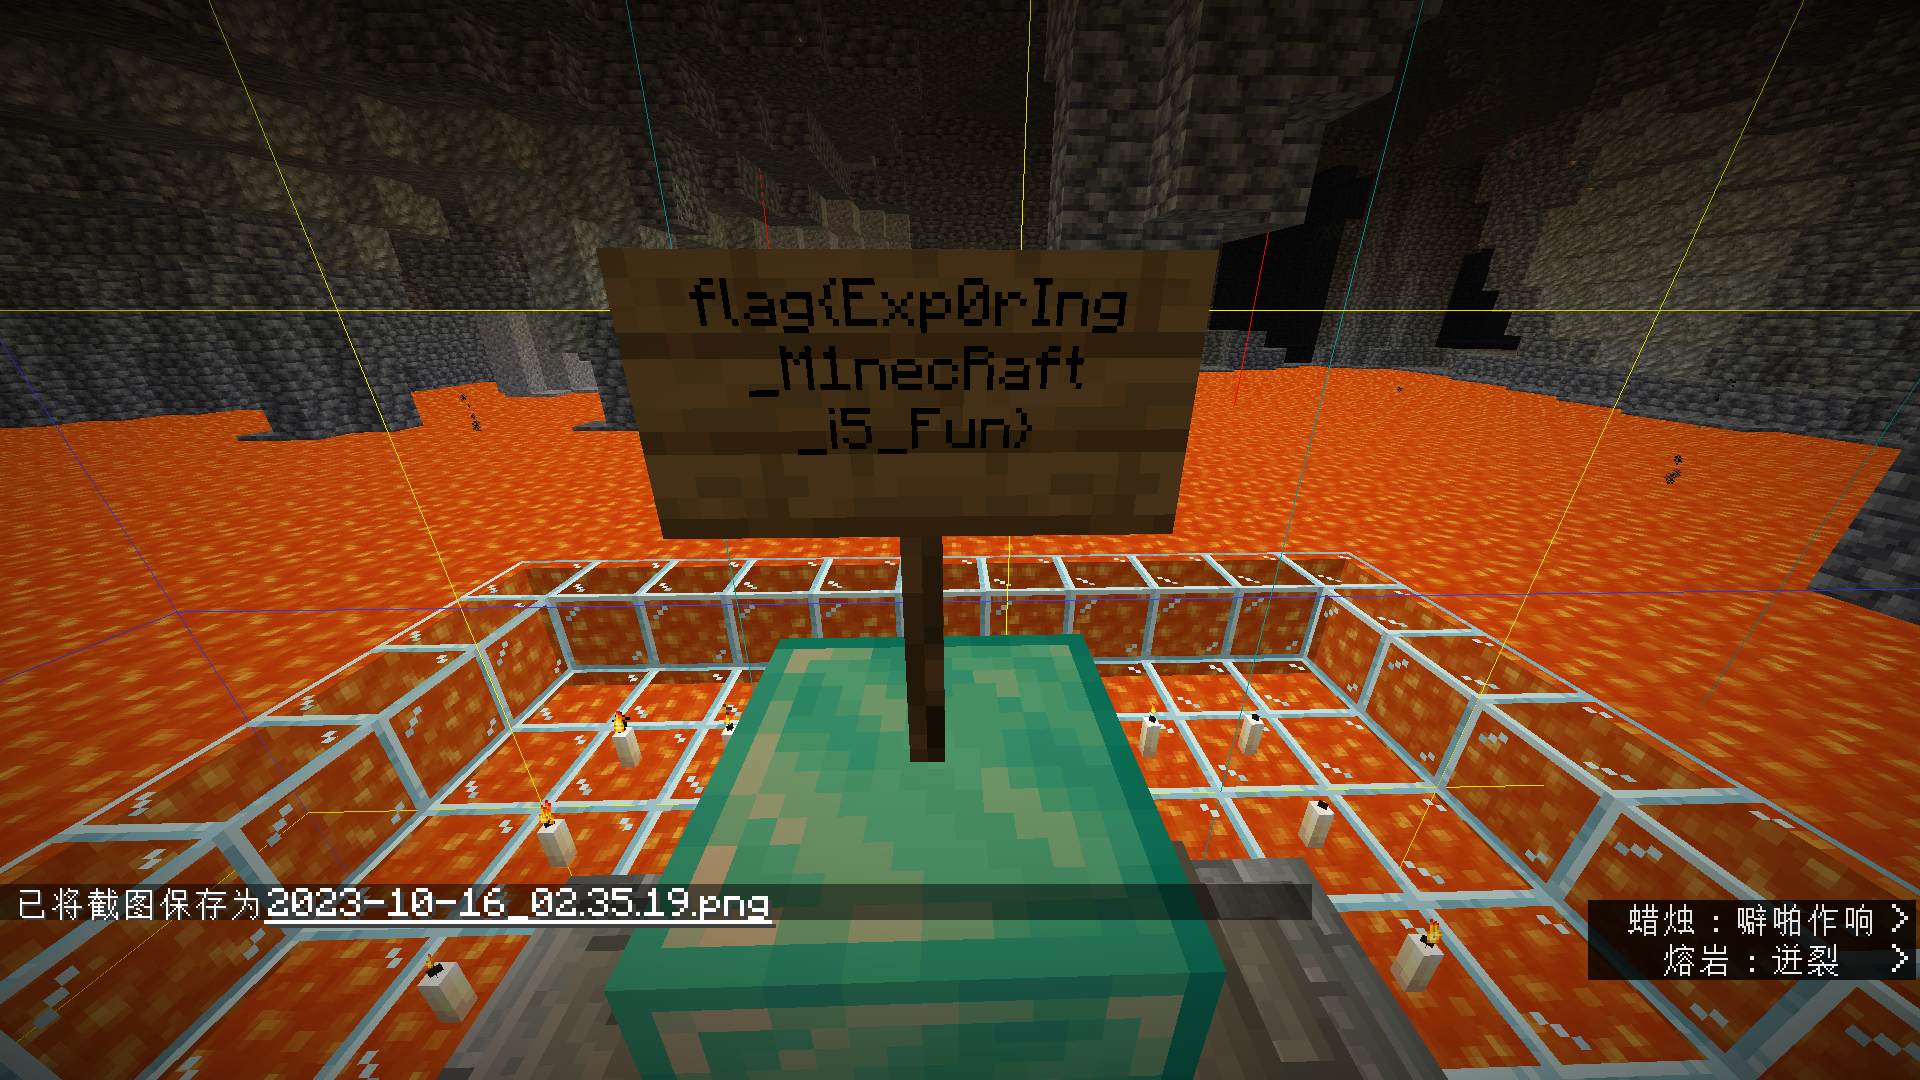 flag{Exp0rIng
_M1necRaft
_i5_Fun}
已将截图保存为2023-10-16_02.35.19.png
蜡烛：噼啪作响 >
熔岩：迸裂 >